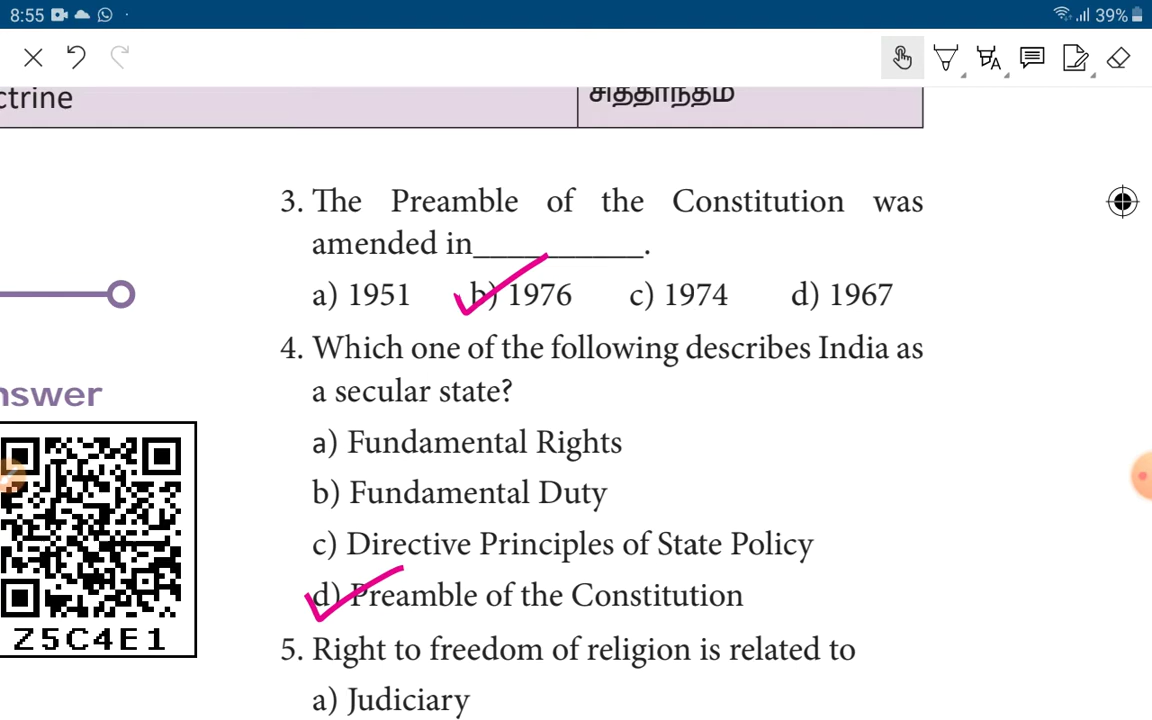 8:55
39%
ctrine
சித்தாந்தம்
3. The Preamble of the Constitution was
amended in__________.
a) 1951 b) 1976 c) 1974 d) 1967
4. Which one of the following describes India as
a secular state?
nswer
a) Fundamental Rights
b) Fundamental Duty
c) Directive Principles of State Policy
d) Preamble of the Constitution
Z5C4E1
5. Right to freedom of religion is related to
a) Judiciary